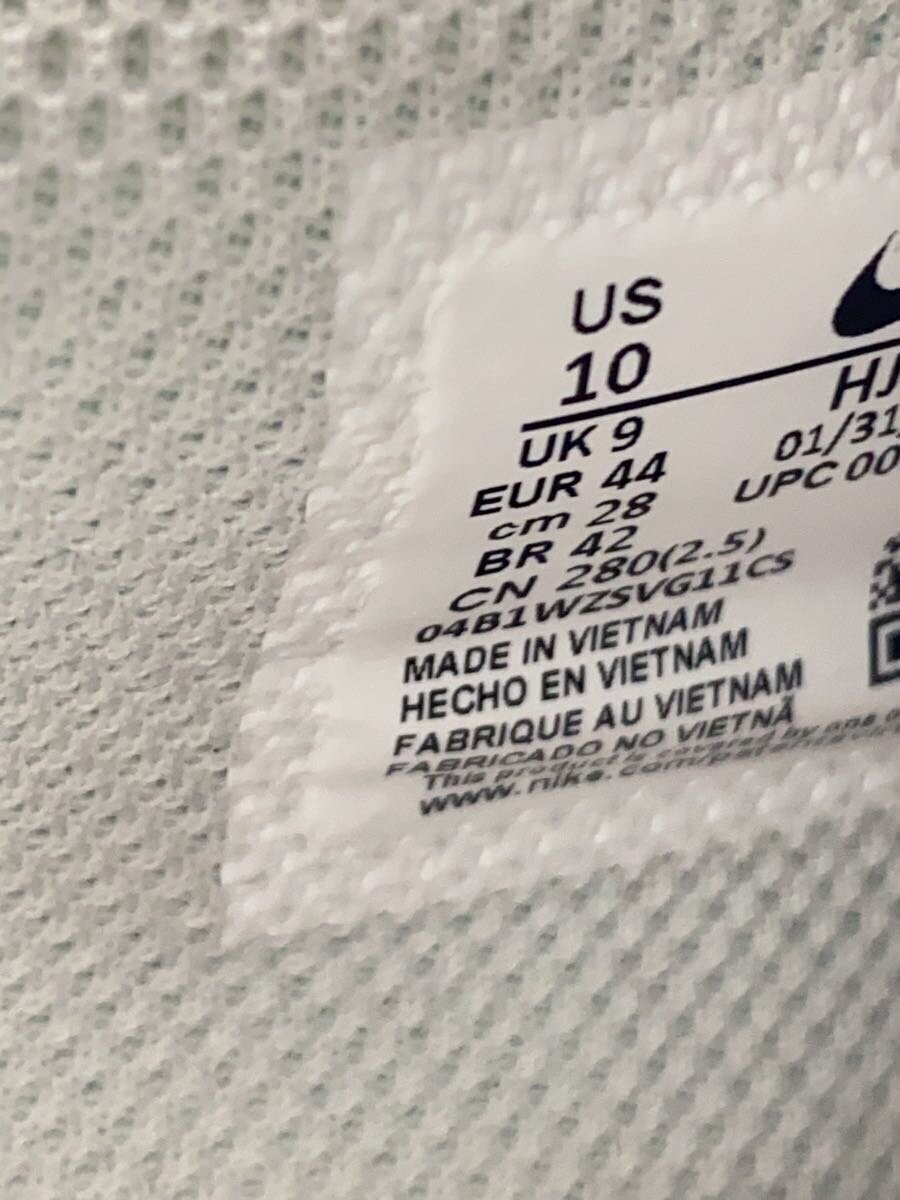 US
10
UK 9
EUR 44
cm 28
BR 42
CN 280(2.5)
04B1WZSVG11CS
MADE IN VIETNAM
HECHO EN VIETNAM
FABRIQUE AU VIETNAM
FABRICADO NO VIETNÃ
This product is covered by one
www.nike.com/patents
HJ
01/31
UPC 00